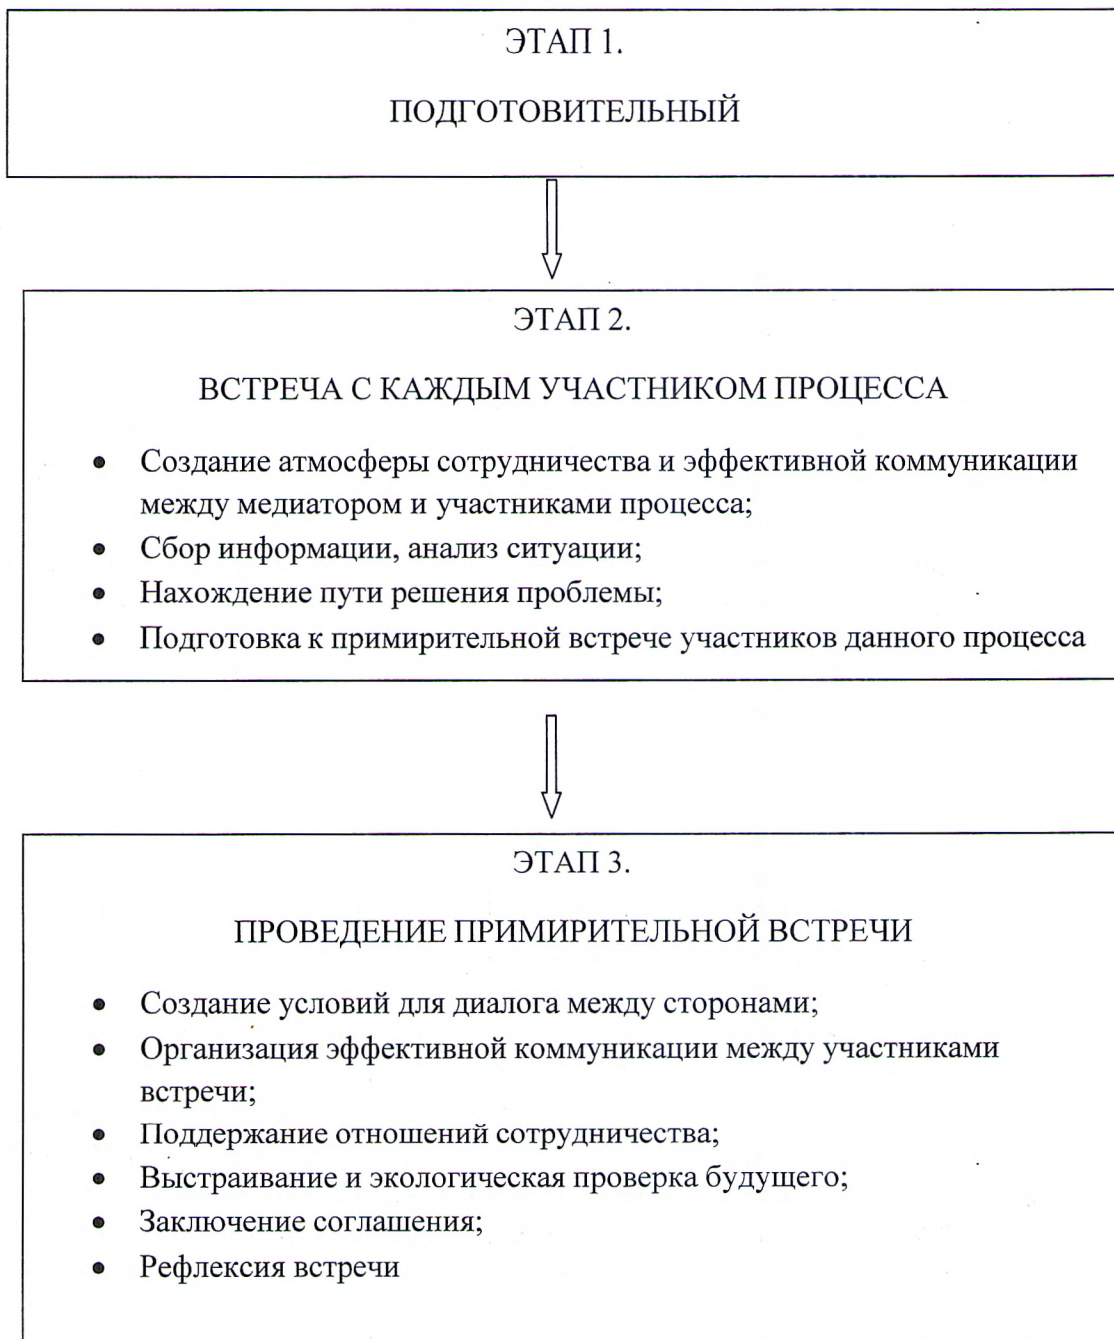 ЭТАП 1.
ПОДГОТОВИТЕЛЬНЫЙ
ЭТАП 2.
ВСТРЕЧА С КАЖДЫМ УЧАСТНИКОМ ПРОЦЕССА
• Создание атмосферы сотрудничества и эффективной коммуникации
между медиатором и участниками процесса;
• Сбор информации, анализ ситуации;
• Нахождение пути решения проблемы;
• Подготовка к примирительной встрече участников данного процесса
ЭТАП 3.
ПРОВЕДЕНИЕ ПРИМИРИТЕЛЬНОЙ ВСТРЕЧИ
• Создание условий для диалога между сторонами;
• Организация эффективной коммуникации между участниками
встречи;
• Поддержание отношений сотрудничества;
• Выстраивание и экологическая проверка будущего;
• Заключение соглашения;
• Рефлексия встречи